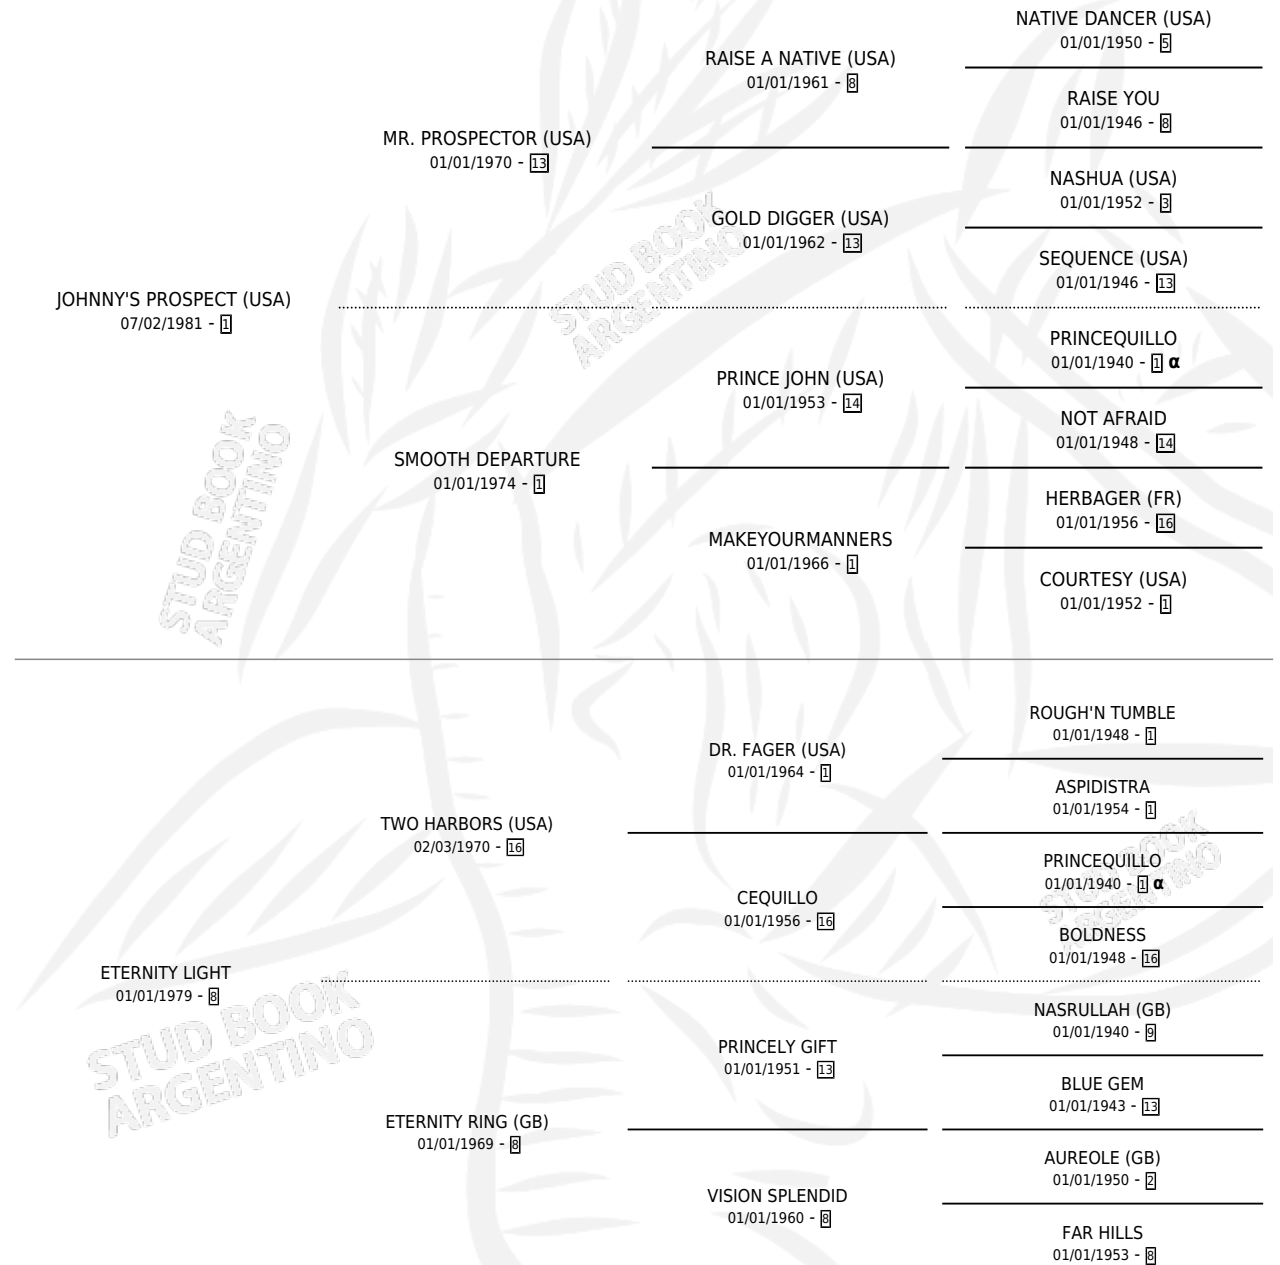 NATIVE DANCER (USA)
01/01/1950 - 5
RAISE A NATIVE (USA)
01/01/1961 - 8
RAISE YOU
01/01/1946 - 8
MR. PROSPECTOR (USA)
01/01/1970 - 13
NASHUA (USA)
01/01/1952 - 3
GOLD DIGGER (USA)
01/01/1962 - 13
SEQUENCE (USA)
01/01/1946 - 13
STUD BOOK
ARGENTINO
JOHNNY'S PROSPECT (USA)
07/02/1981 - 1
PRINCEQUILLO
01/01/1940 - 1 α
PRINCE JOHN (USA)
01/01/1953 - 14
NOT AFRAID
01/01/1948 - 14
SMOOTH DEPARTURE
01/01/1974 - 1
HERBAGER (FR)
01/01/1956 - 16
MAKEYOURMANNERS
01/01/1966 - 1
COURTESY (USA)
01/01/1952 - 1
STUD BOOK
ARGENTINO
ROUGH'N TUMBLE
01/01/1948 - 1
DR. FAGER (USA)
01/01/1964 - 1
ASPIDISTRA
01/01/1954 - 1
TWO HARBORS (USA)
02/03/1970 - 16
PRINCEQUILLO
01/01/1940 - 1 α
CEQUILLO
01/01/1956 - 16
BOLDNESS
01/01/1948 - 16
STUD BOOK
ARGENTINO
ETERNITY LIGHT
01/01/1979 - 8
NASRULLAH (GB)
01/01/1940 - 9
PRINCELY GIFT
01/01/1951 - 13
BLUE GEM
01/01/1943 - 13
ETERNITY RING (GB)
01/01/1969 - 8
AUREOLE (GB)
01/01/1950 - 2
VISION SPLENDID
01/01/1960 - 8
FAR HILLS
01/01/1953 - 8
STUD BOOK
ARGENTINO